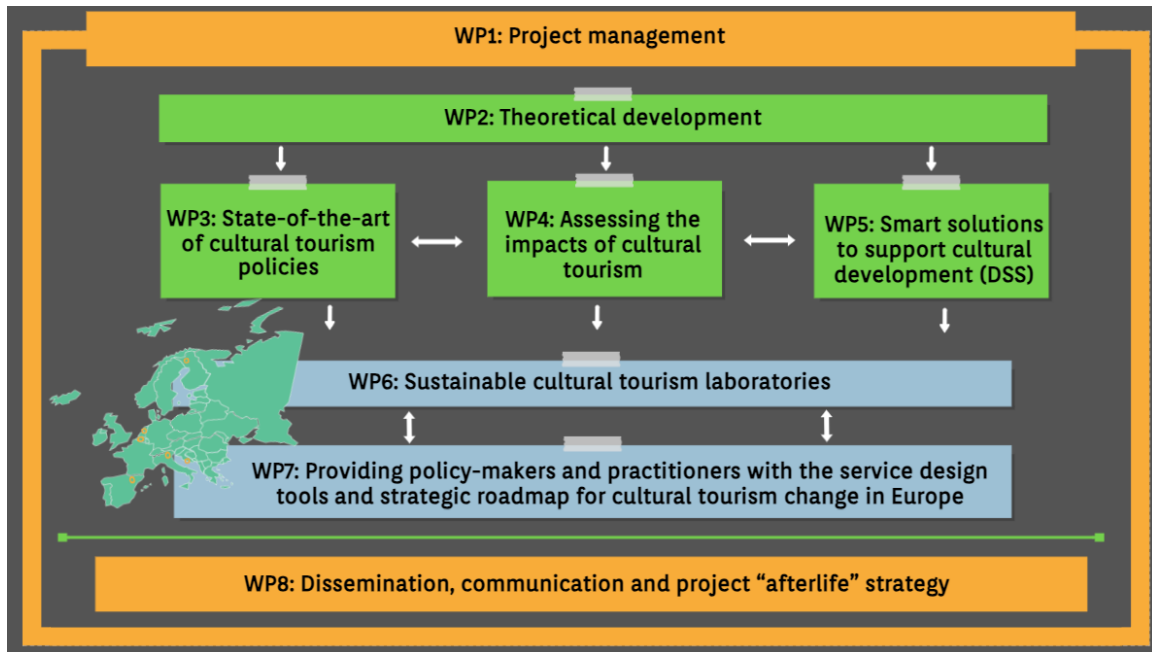 WP1: Project management
WP2: Theoretical development
WP3: State-of-the-art
of cultural tourism
policies
WP4: Assessing the
impacts of cultural
tourism
WP5: Smart solutions
to support cultural
development (DSS)
WP6: Sustainable cultural tourism laboratories
WP7: Providing policy-makers and practitioners with the service design
tools and strategic roadmap for cultural tourism change in Europe
WP8: Dissemination, communication and project “afterlife” strategy